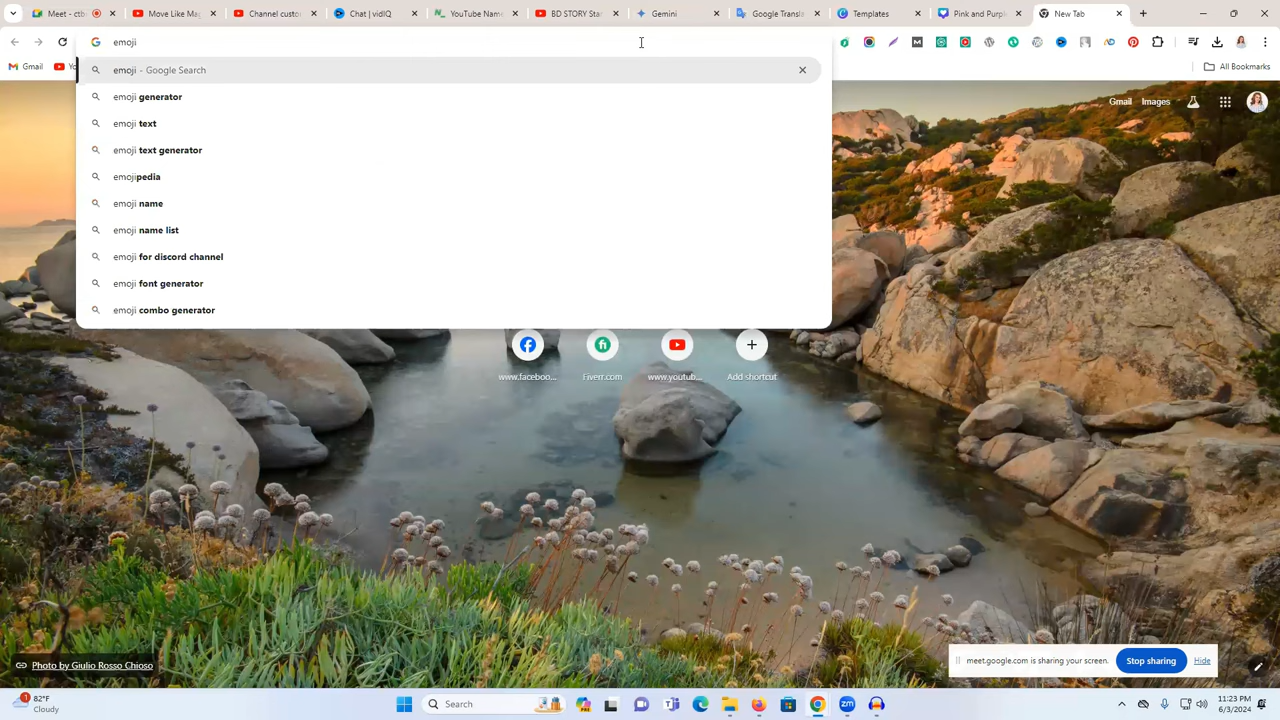 Meet - ctb
Move Like Mag
Channel custo
Chat | vidIQ
YouTube Name
BD STORY Sta
Gemini
Google Transla
Templates
Pink and Purpl
New Tab
emoji
Gmail
Yo
All Bookmarks
emoji - Google Search
emoji generator
emoji text
emoji text generator
emojipedia
emoji name
emoji name list
emoji for discord channel
emoji font generator
emoji combo generator
Gmail Images
www.faceboo...
Fiverr.com
www.youtub...
Add shortcut
Photo by Giulio Rosso Chioso
meet.google.com is sharing your screen.
Stop sharing
Hide
1
82°F
Cloudy
Search
11:23 PM
6/3/2024